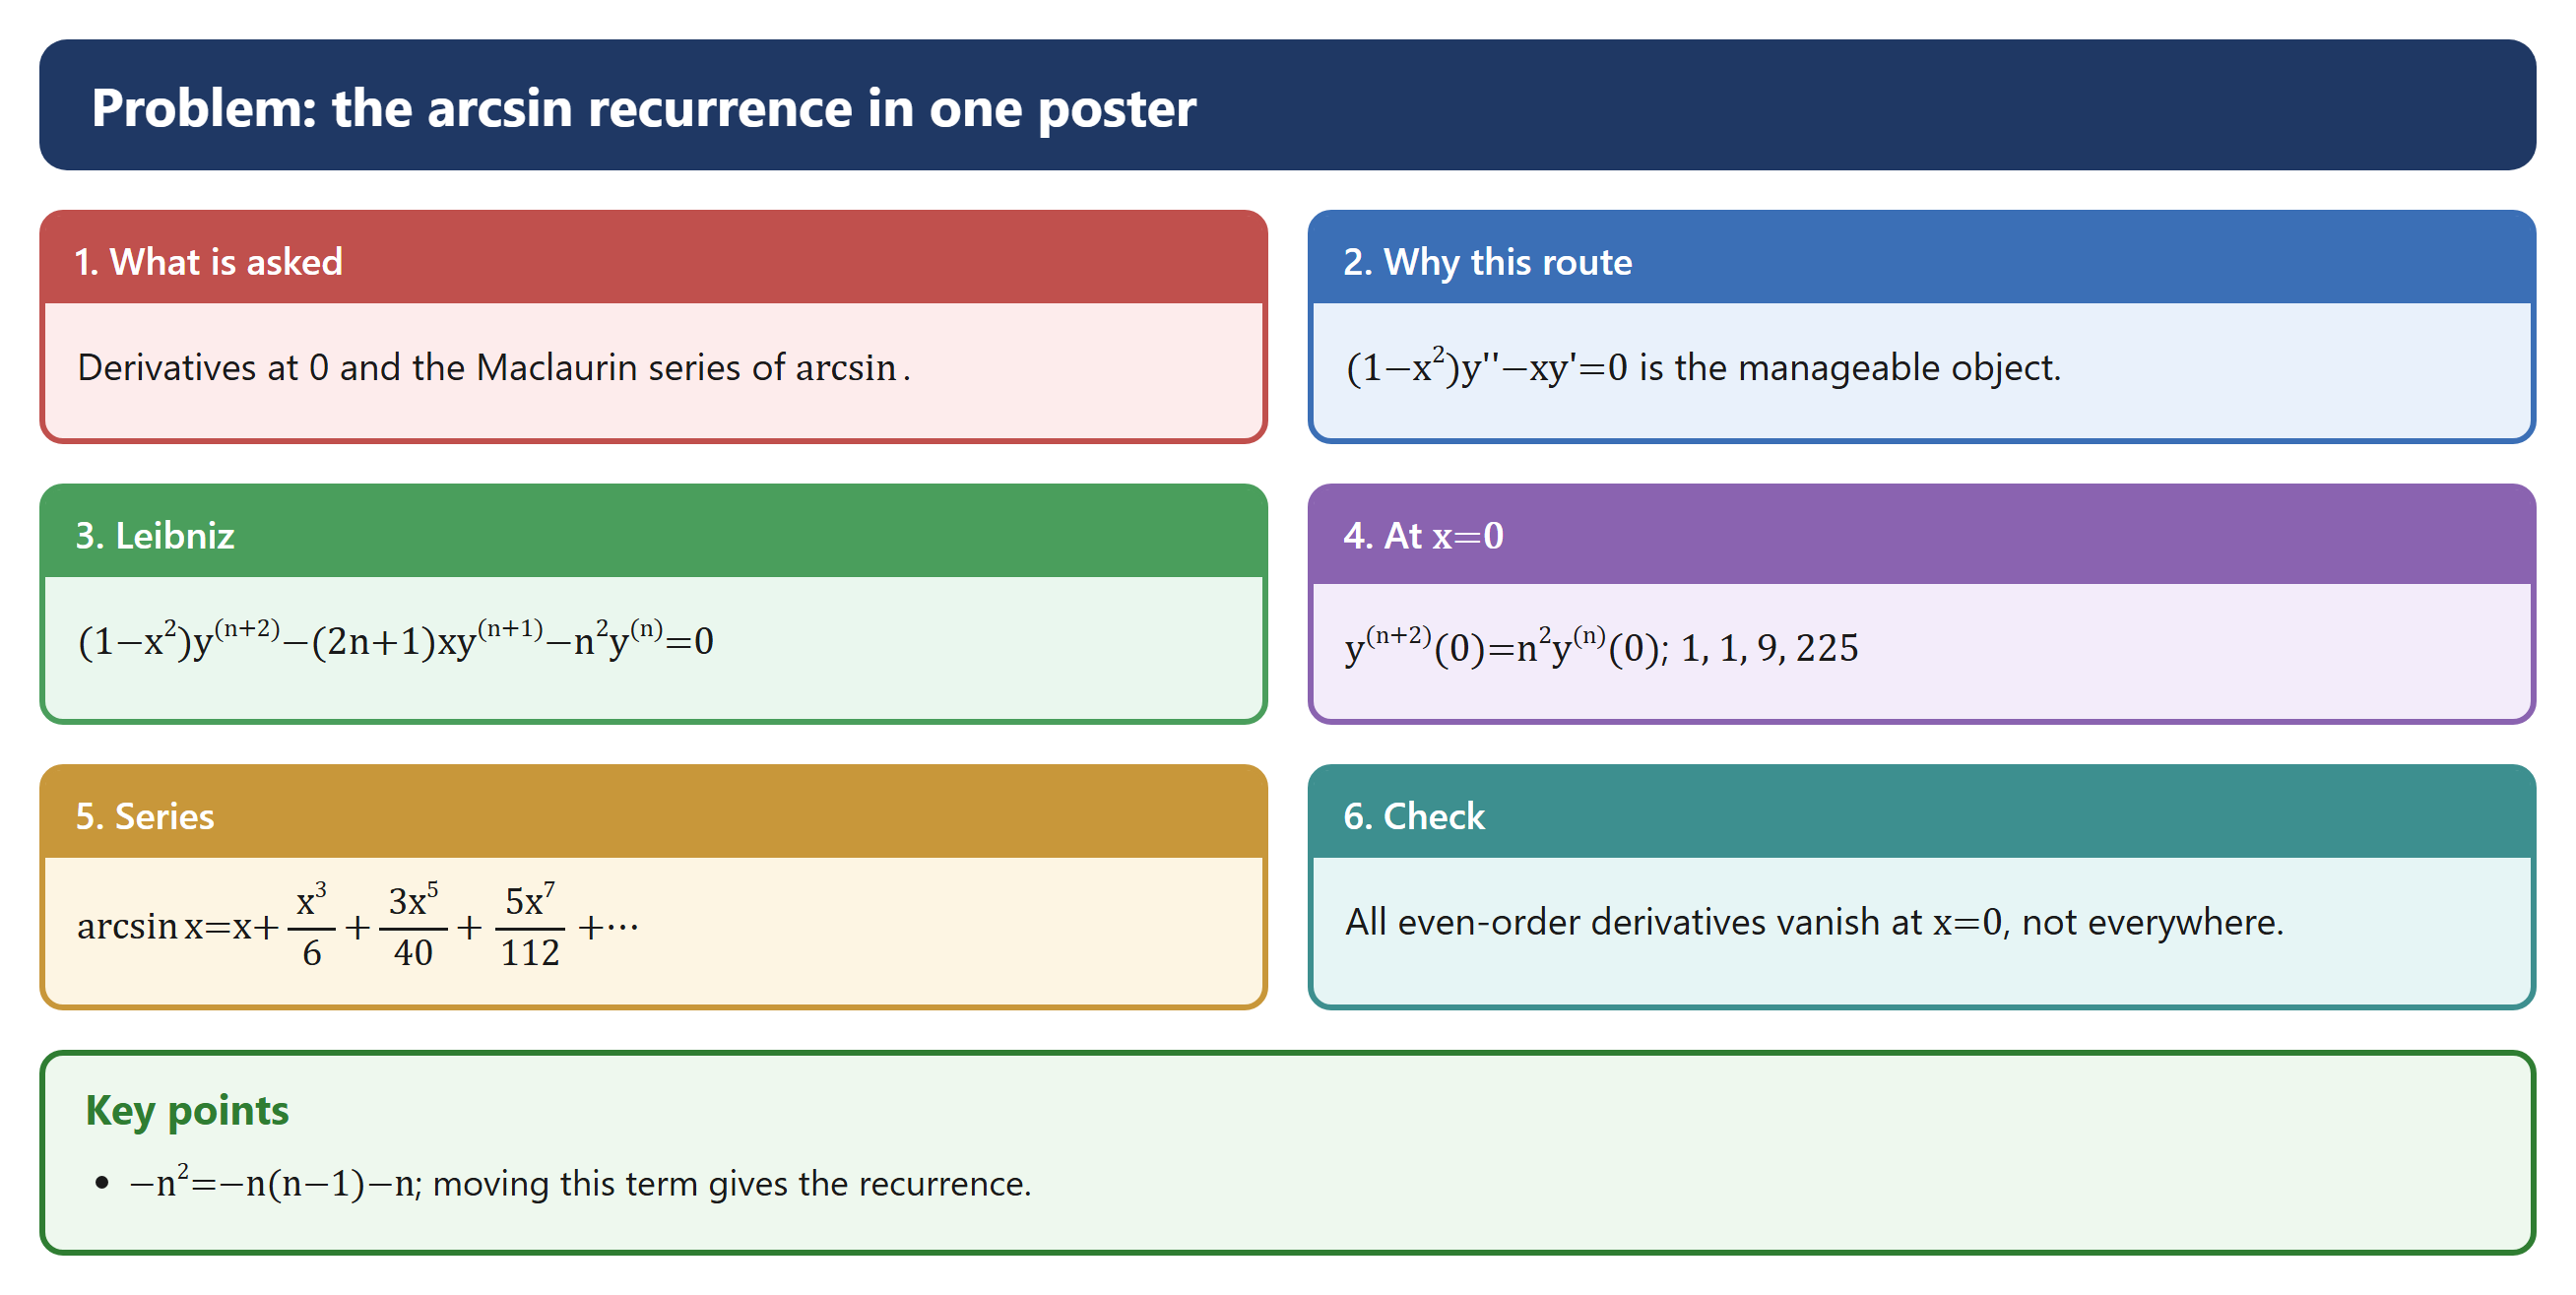 Problem: the arcsin recurrence in one poster
1. What is asked
Derivatives at 0 and the Maclaurin series of arcsin .
2. Why this route
(1−x²)y''−xy'=0 is the manageable object.
3. Leibniz
(1−x²)y⁽ⁿ⁺²⁾−(2n+1)xy⁽ⁿ⁺¹⁾−n²y⁽ⁿ⁾=0
4. At x=0
y⁽ⁿ⁺²⁾(0)=n²y⁽ⁿ⁾(0); 1, 1, 9, 225
5. Series
arcsin x=x+ x³/6 + 3x⁵/40 + 5x⁷/112 +⋯
6. Check
All even-order derivatives vanish at x=0, not everywhere.
Key points
• −n²=−n(n−1)−n; moving this term gives the recurrence.